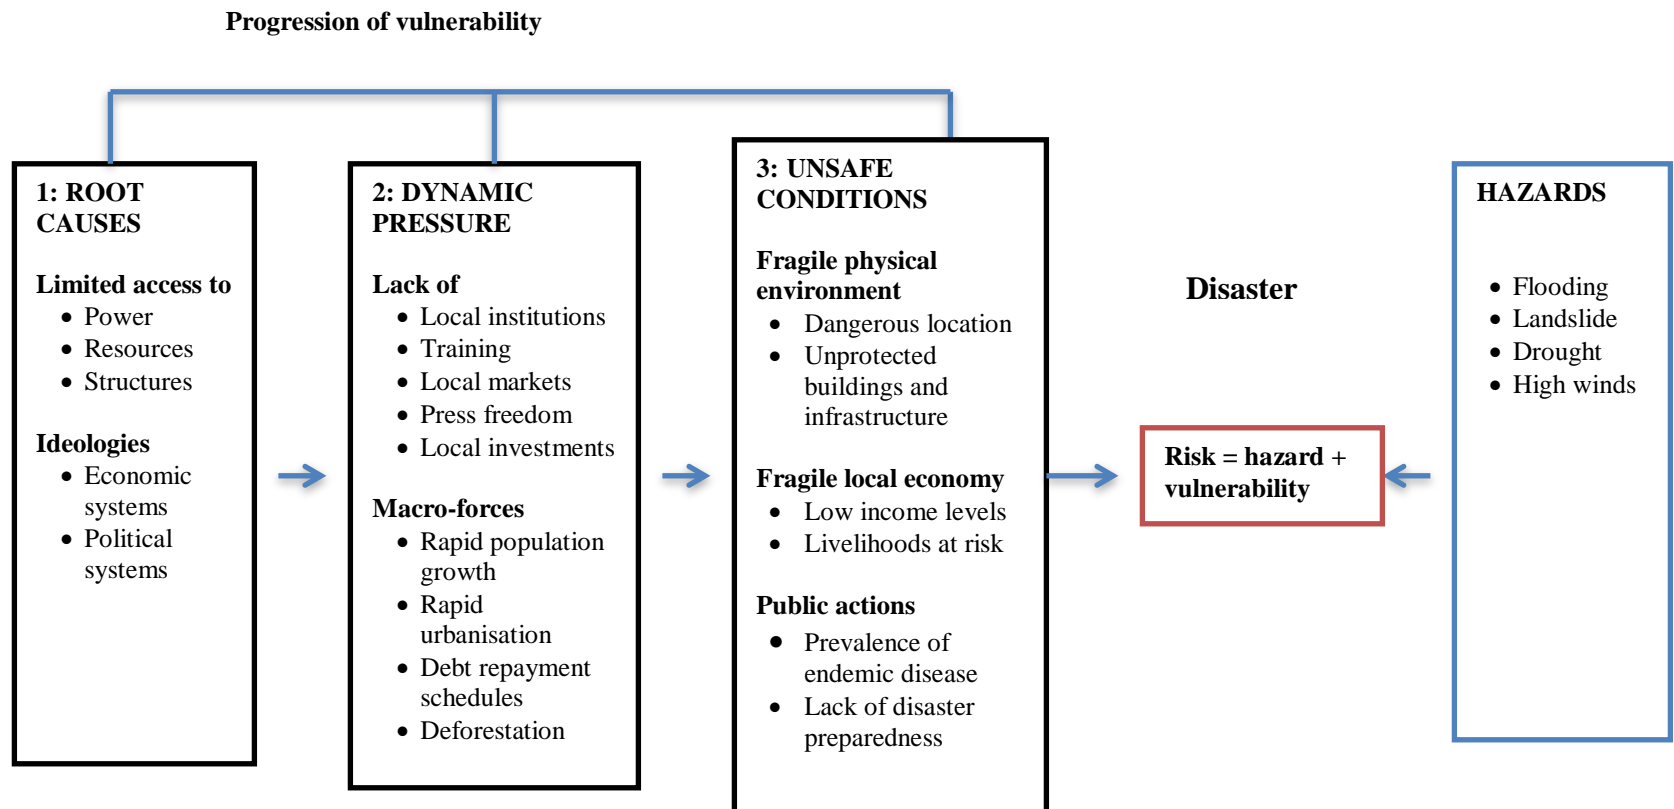 Progression of vulnerability
1: ROOT
CAUSES
Limited access to
• Power
• Resources
• Structures
Ideologies
• Economic
systems
• Political
systems
2: DYNAMIC
PRESSURE
Lack of
• Local institutions
• Training
• Local markets
• Press freedom
• Local investments
Macro-forces
• Rapid population
growth
• Rapid
urbanisation
• Debt repayment
schedules
• Deforestation
3: UNSAFE
CONDITIONS
Fragile physical
environment
• Dangerous location
• Unprotected
buildings and
infrastructure
Fragile local economy
• Low income levels
• Livelihoods at risk
Public actions
• Prevalence of
endemic disease
• Lack of disaster
preparedness
Disaster
Risk = hazard +
vulnerability
HAZARDS
• Flooding
• Landslide
• Drought
• High winds